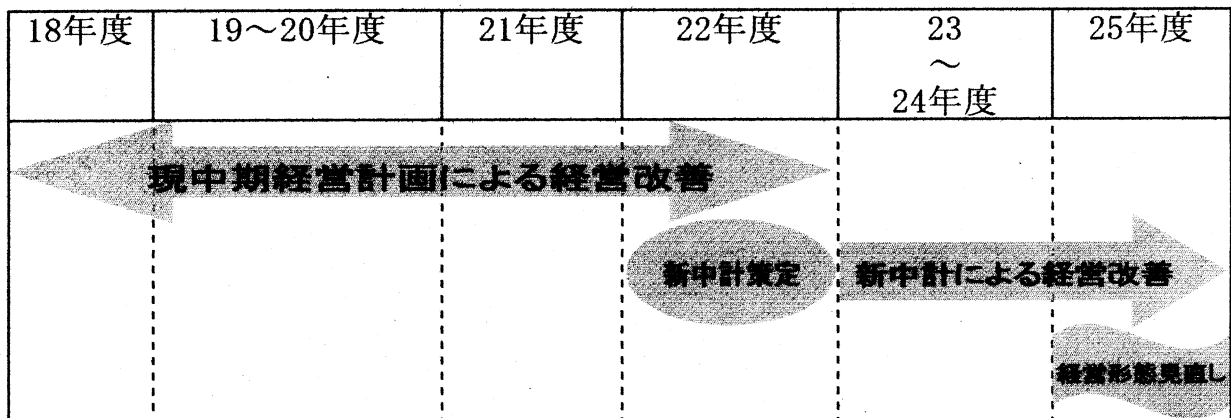 18年度
19～20年度
21年度
22年度
23
～
24年度
25年度
現中期経営計画による経営改善
新中計策定
新中計による経営改善
経営形態見直し